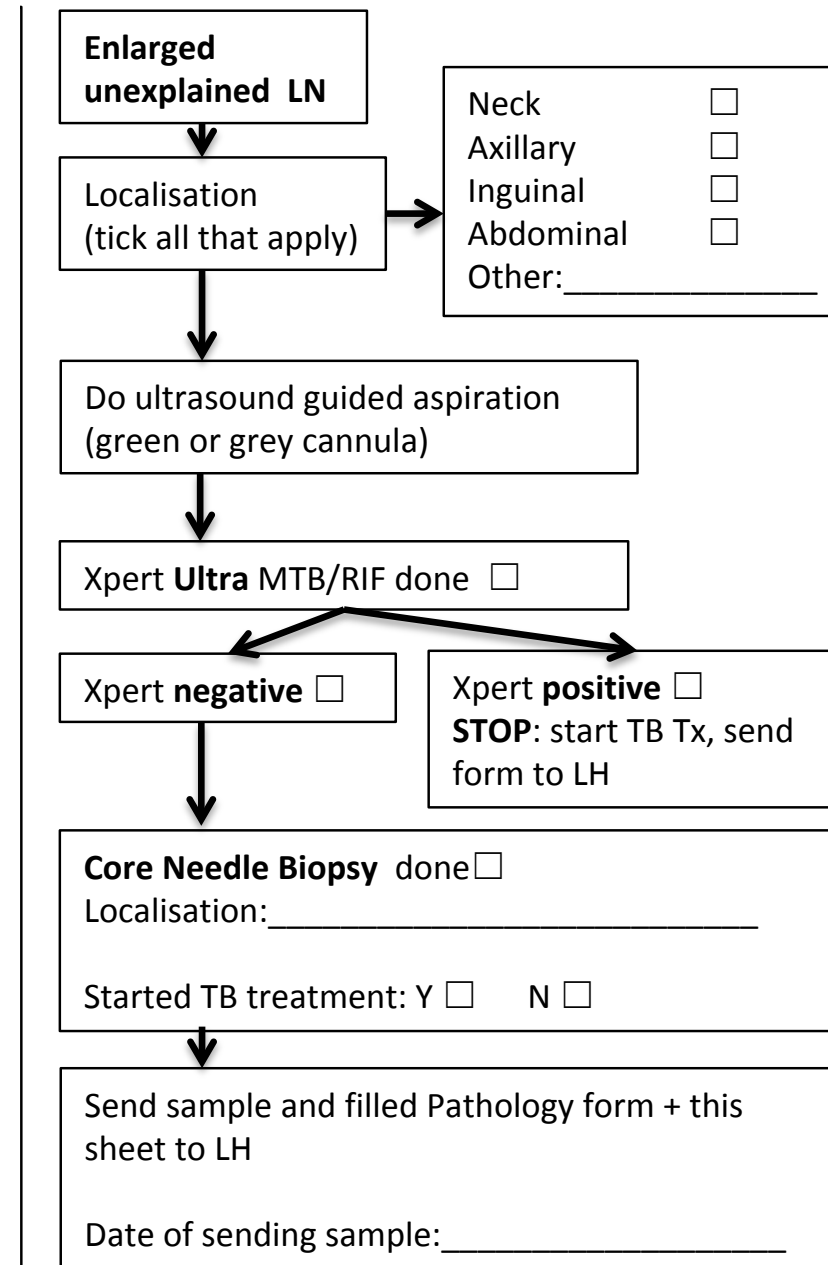 Enlarged
unexplained LN
Localisation
(tick all that apply)
Neck ☐
Axillary ☐
Inguinal ☐
Abdominal ☐
Other:______________
Do ultrasound guided aspiration
(green or grey cannula)
Xpert Ultra MTB/RIF done ☐
Xpert negative ☐
Xpert positive ☐
STOP: start TB Tx, send
form to LH
Core Needle Biopsy done☐
Localisation:___________________________
Started TB treatment: Y ☐ N ☐
Send sample and filled Pathology form + this
sheet to LH
Date of sending sample:___________________